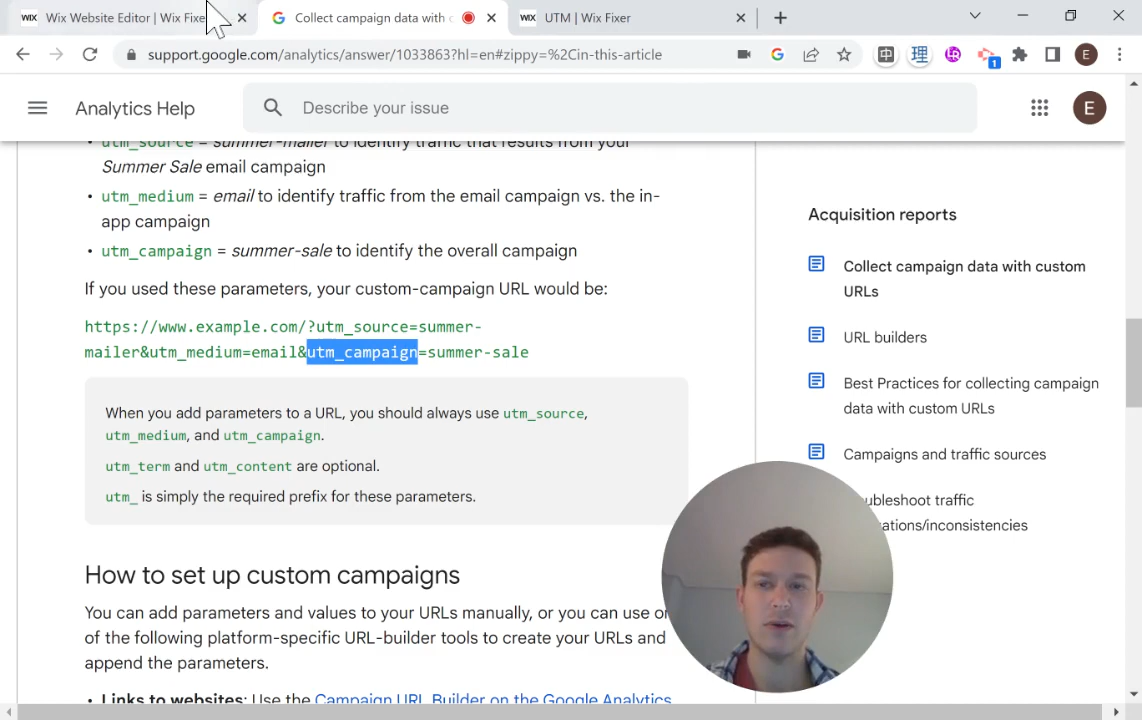 WIX Wix Website Editor | Wix Fixe
Collect campaign data with c
WIX UTM | Wix Fixer
support.google.com/analytics/answer/1033863?hl=en#zippy=%2Cin-this-article
中
理
1
E
Analytics Help
Describe your issue
E
• utm_source = summer-mailer to identify traffic that results from your
Summer Sale email campaign
• utm_medium = email to identify traffic from the email campaign vs. the in-
app campaign
• utm_campaign = summer-sale to identify the overall campaign
If you used these parameters, your custom-campaign URL would be:
https://www.example.com/?utm_source=summer-
mailer&utm_medium=email&utm_campaign=summer-sale
When you add parameters to a URL, you should always use utm_source,
utm_medium, and utm_campaign.
utm_term and utm_content are optional.
utm_ is simply the required prefix for these parameters.
How to set up custom campaigns
You can add parameters and values to your URLs manually, or you can use or
of the following platform-specific URL-builder tools to create your URLs and
append the parameters.
• Links to websites: Use the Campaign URL Builder on the Google Analytics
Acquisition reports
Collect campaign data with custom
URLs
URL builders
Best Practices for collecting campaign
data with custom URLs
Campaigns and traffic sources
ubleshoot traffic
ations/inconsistencies